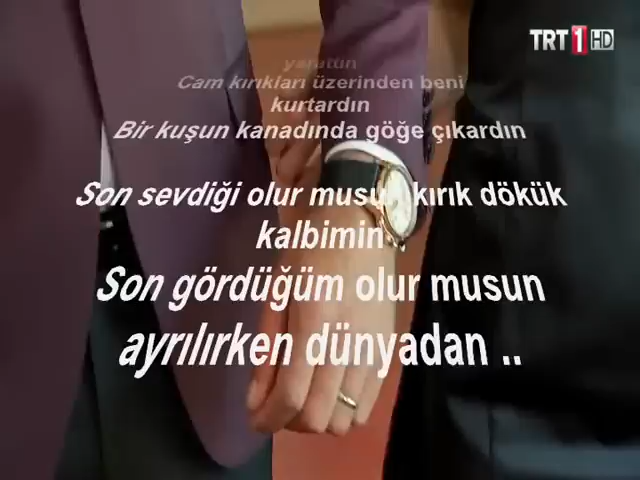 TRT 1 HD
yarattın
Cam kırıkları üzerinden beni
kurtardın
Bir kuşun kanadında göğe çıkardın
Son sevdiği olur musun kırık dökük
kalbimin
Son gördüğüm olur musun
ayrılırken dünyadan ..